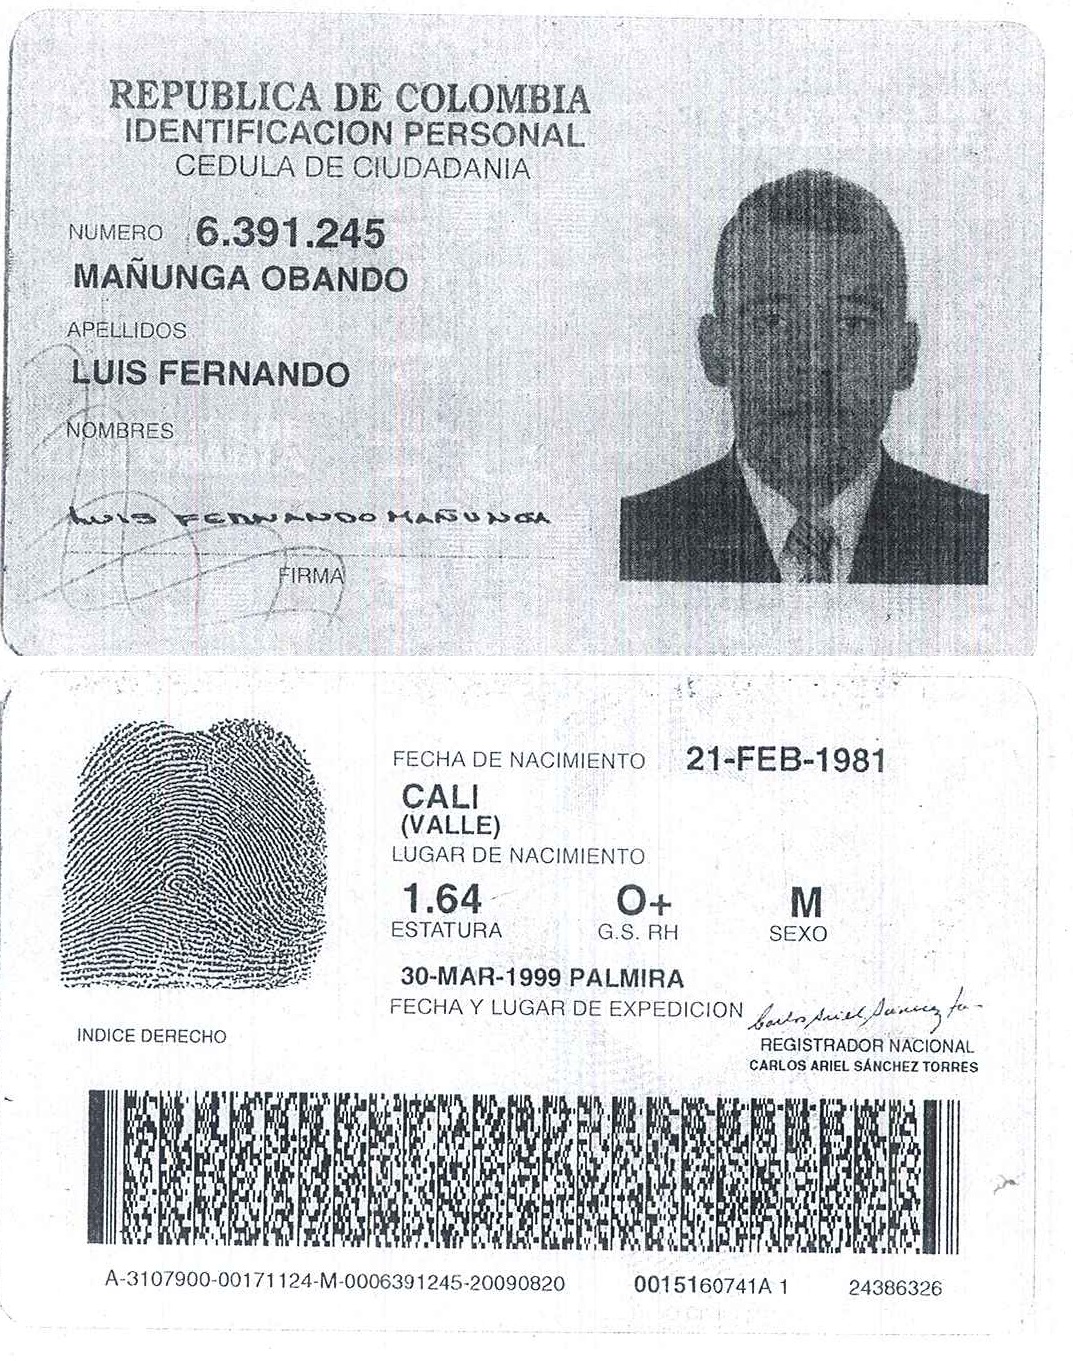 REPUBLICA DE COLOMBIA
IDENTIFICACION PERSONAL
CEDULA DE CIUDADANIA
NUMERO 6.391.245
MAÑUNGA OBANDO
APELLIDOS
LUIS FERNANDO
NOMBRES
LUIS FERNANDO MAÑUNGA
FIRMA
FECHA DE NACIMIENTO 21-FEB-1981
CALI
(VALLE)
LUGAR DE NACIMIENTO
1.64 O+ M
ESTATURA G.S. RH SEXO
30-MAR-1999 PALMIRA
FECHA Y LUGAR DE EXPEDICION
INDICE DERECHO
REGISTRADOR NACIONAL
CARLOS ARIEL SÁNCHEZ TORRES
A-3107900-00171124-M-0006391245-20090820 0015160741A 1 24386326